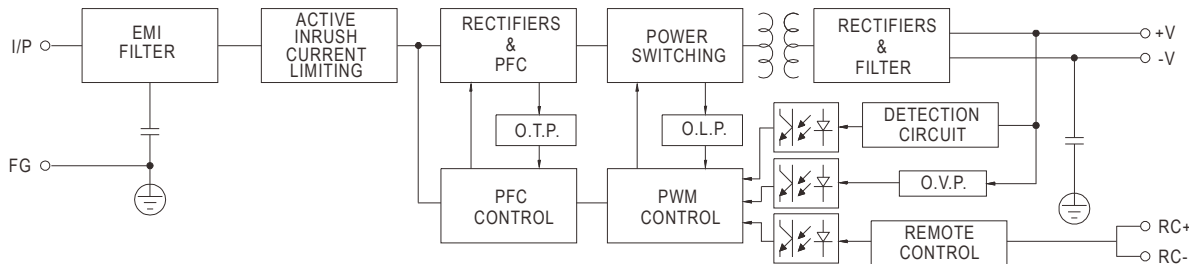 I/P
EMI
FILTER
ACTIVE
INRUSH
CURRENT
LIMITING
RECTIFIERS
&
PFC
POWER
SWITCHING
RECTIFIERS
&
FILTER
+V
-V
O.T.P.
O.L.P.
DETECTION
CIRCUIT
FG
PFC
CONTROL
PWM
CONTROL
O.V.P.
REMOTE
CONTROL
RC+
RC-